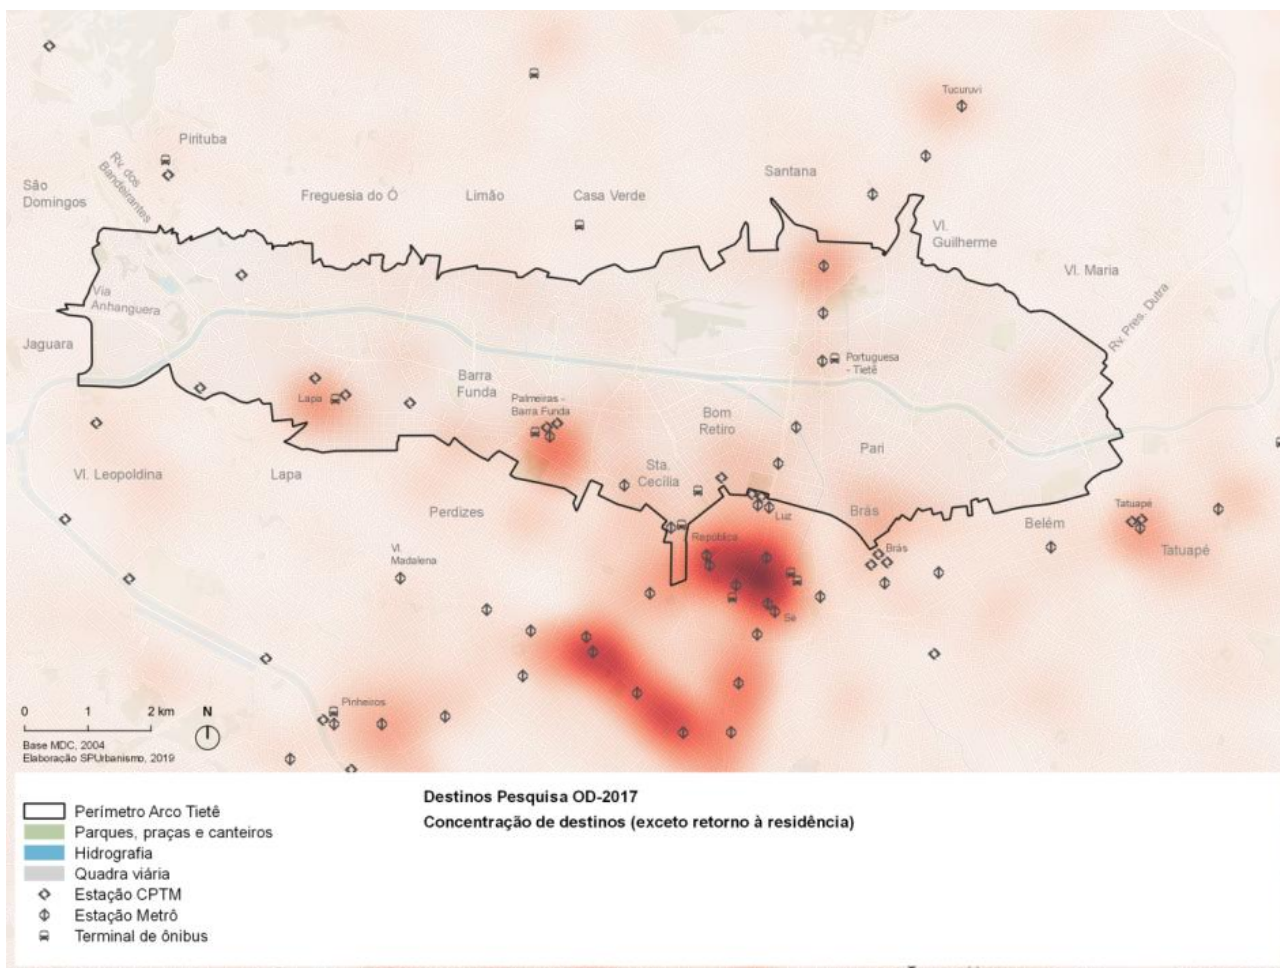 Tucuruvi
Pirituba
Rv. dos
Bandeirantes
São
Domingos
Freguesia do Ó
Limão
Casa Verde
Santana
Vl.
Guilherme
Vl. Maria
Via
Anhanguera
Rv. Pres. Dutra
Jaguara
Portuguesa
- Tietê
Barra
Funda
Lapa
Palmeiras -
Barra Funda
Bom
Retiro
Pari
Vl. Leopoldina
Lapa
Sta.
Cecília
Perdizes
Luz
Brás
Belém
Tatuapé
Tatuapé
República
Brás
Vl.
Madalena
Sé
Pinheiros
0 1 2 km N
Base MDC, 2004
Elaboração SPUrbanismo, 2019
Destinos Pesquisa OD-2017
Concentração de destinos (exceto retorno à residência)
Perímetro Arco Tietê
Parques, praças e canteiros
Hidrografia
Quadra viária
Estação CPTM
Estação Metrô
Terminal de ônibus